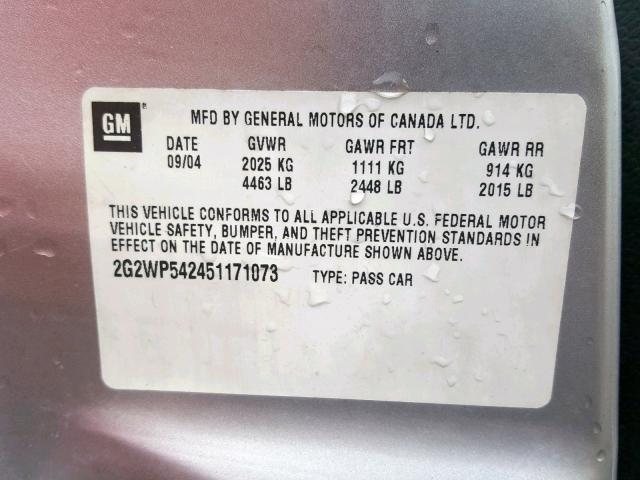 GM®
MFD BY GENERAL MOTORS OF CANADA LTD.
DATE GVWR GAWR FRT GAWR RR
09/04 2025 KG 1111 KG 914 KG
4463 LB 2448 LB 2015 LB
THIS VEHICLE CONFORMS TO ALL APPLICABLE U.S. FEDERAL MOTOR
VEHICLE SAFETY, BUMPER, AND THEFT PREVENTION STANDARDS IN
EFFECT ON THE DATE OF MANUFACTURE SHOWN ABOVE.
2G2WP542451171073 TYPE: PASS CAR